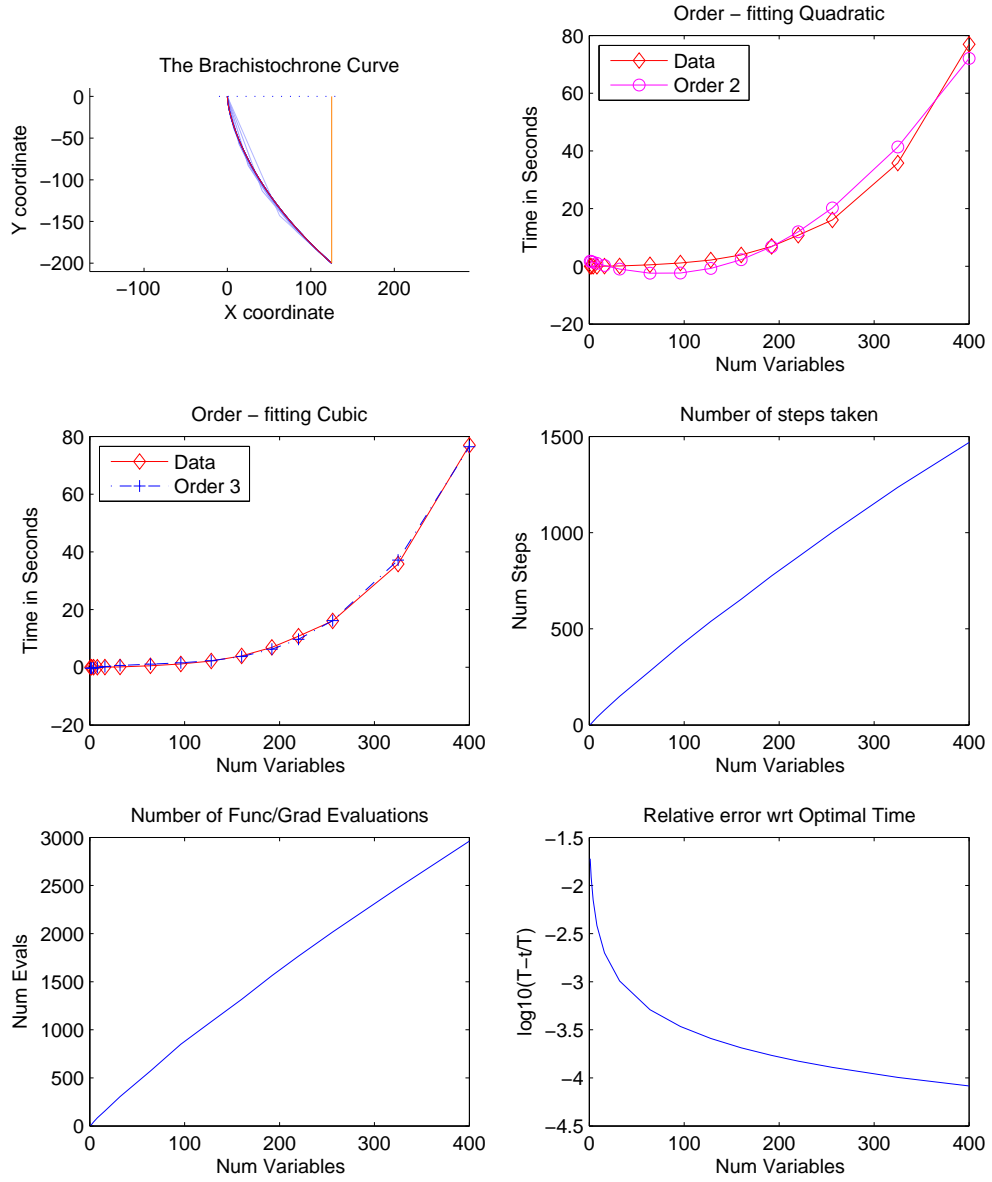 The Brachistochrone Curve
Y coordinate
0
−50
−100
−150
−200
−100 0 100 200
X coordinate
Order − fitting Quadratic
Data
Order 2
Time in Seconds
80
60
40
20
0
−20
0 100 200 300 400
Num Variables
Order − fitting Cubic
Data
Order 3
Time in Seconds
80
60
40
20
0
−20
0 100 200 300 400
Num Variables
Number of steps taken
Num Steps
1500
1000
500
0
0 100 200 300 400
Num Variables
Number of Func/Grad Evaluations
Num Evals
3000
2500
2000
1500
1000
500
0
0 100 200 300 400
Num Variables
Relative error wrt Optimal Time
log10(T−t/T)
−1.5
−2
−2.5
−3
−3.5
−4
−4.5
0 100 200 300 400
Num Variables